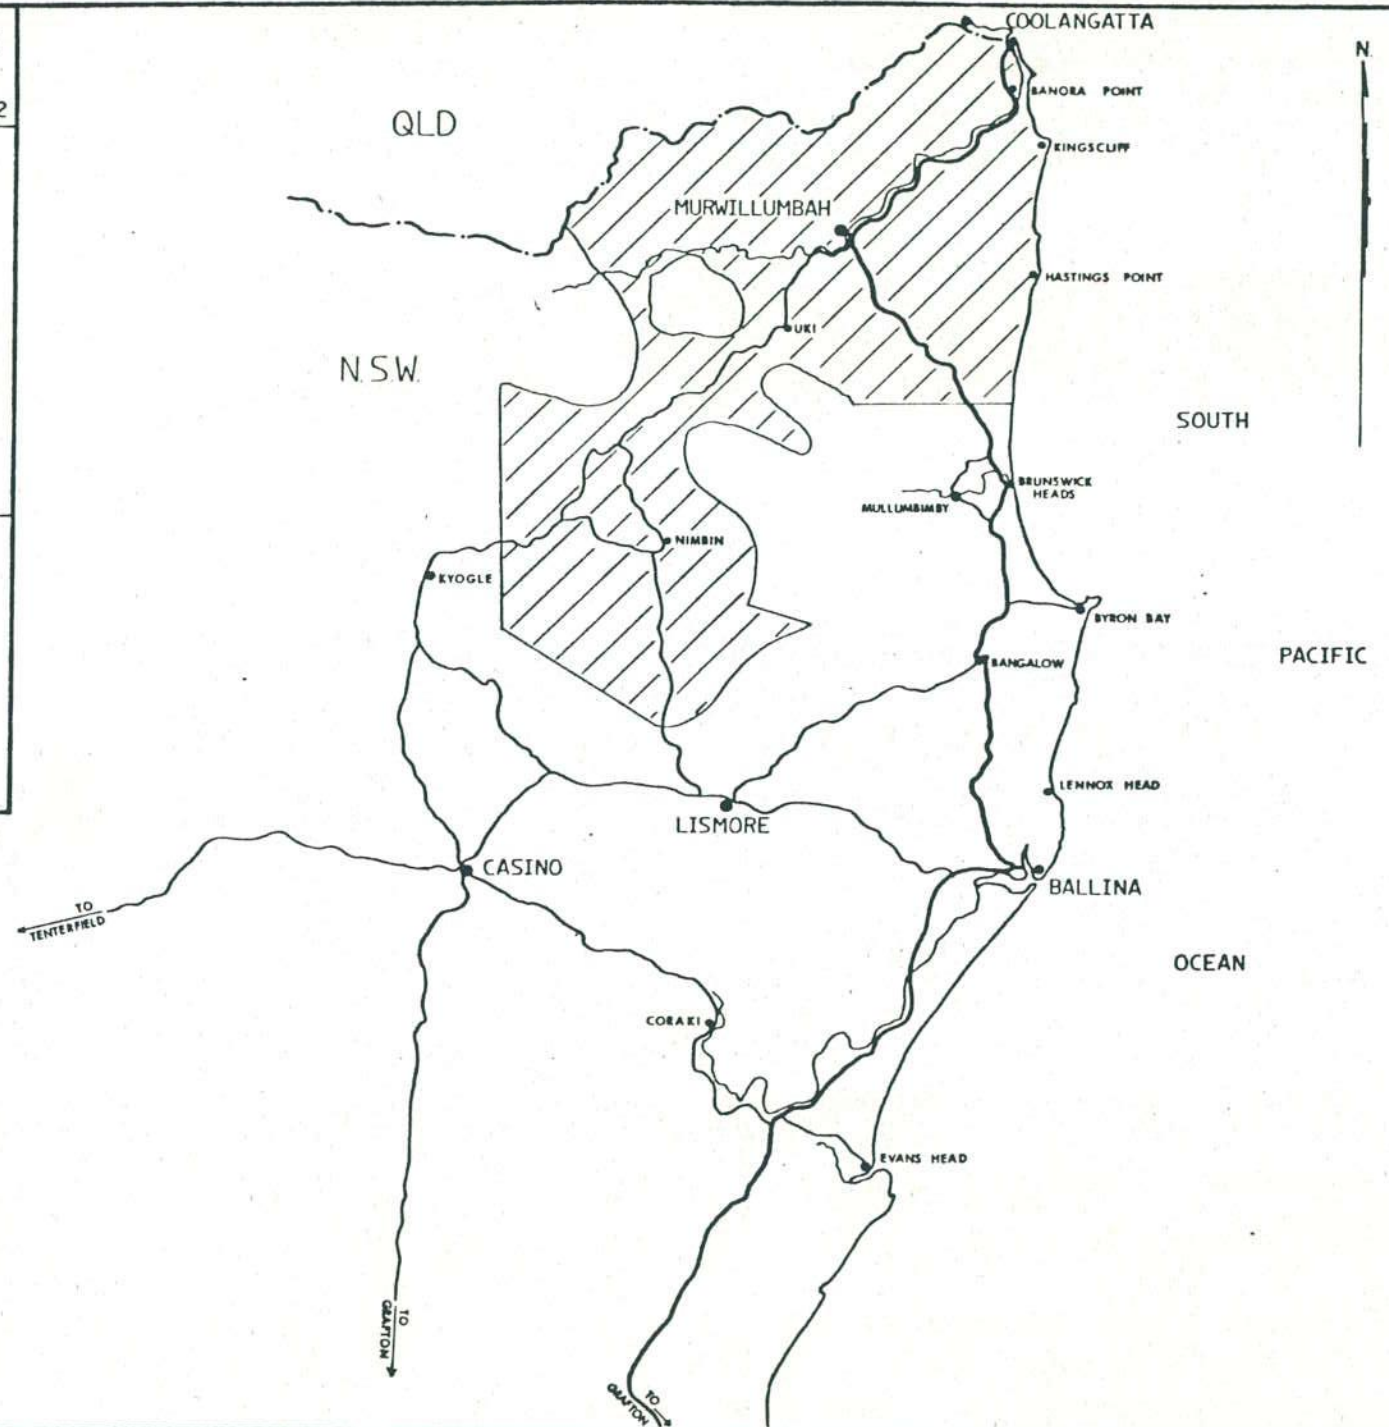 COOLANGATTA
N.
2
BANORA POINT
QLD
KINGSCLIFF
MURWILLUMBAH
HASTINGS POINT
UKI
N.S.W.
SOUTH
BRUNSWICK
HEADS
MULLUMBIMBY
NIMBIN
KYOGLE
BYRON BAY
PACIFIC
BANGALOW
LENNOX HEAD
LISMORE
CASINO
BALLINA
TO
TENTERFIELD
OCEAN
CORAKI
EVANS HEAD
TO
GRAFTON
TO
GRAFTON